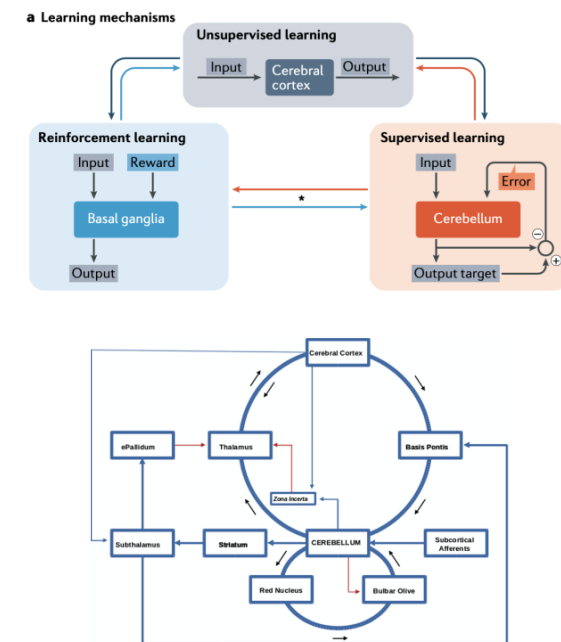 a Learning mechanisms
Unsupervised learning
Input
Cerebral
cortex
Output
Reinforcement learning
Input
Reward
Basal ganglia
Output
*
Supervised learning
Input
Error
Cerebellum
−
+
Output target
Cerebral Cortex
ePallidum
Thalamus
Basis Pontis
Zona incerta
Subthalamus
Striatum
CEREBELLUM
Subcortical
Afferents
Red Nucleus
Bulbar Olive